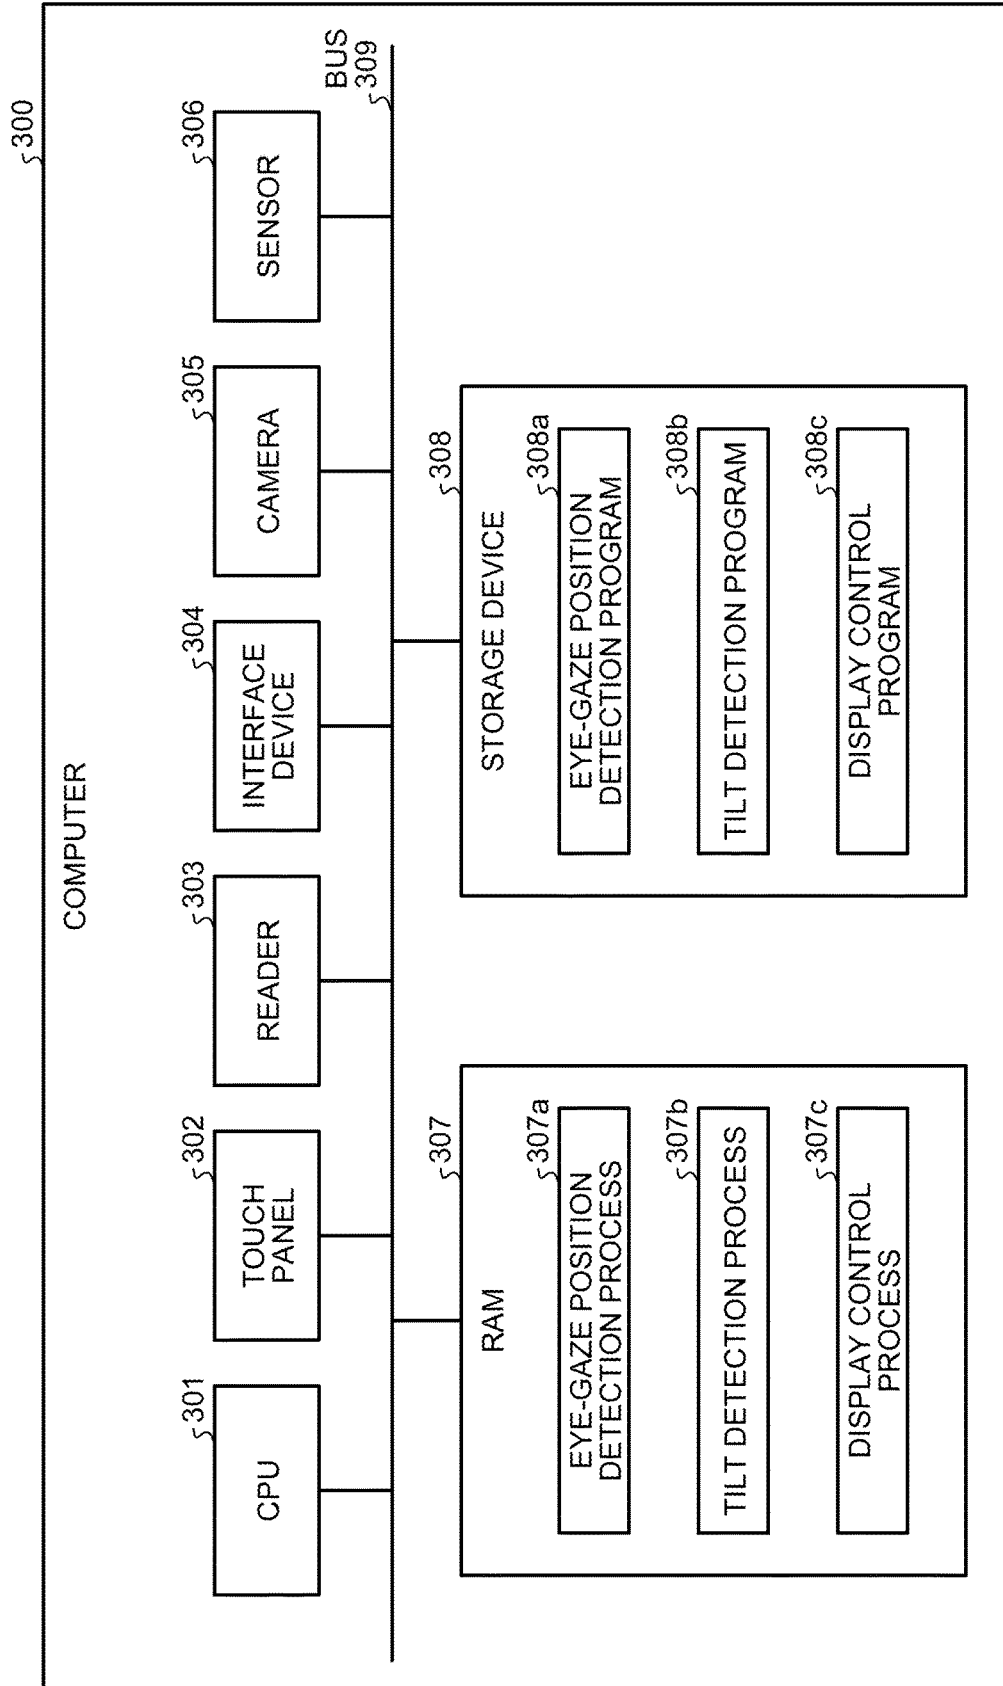 300
COMPUTER
301
CPU
302
TOUCH
PANEL
303
READER
304
INTERFACE
DEVICE
305
CAMERA
306
SENSOR
BUS
309
307
RAM
307a
EYE-GAZE POSITION
DETECTION PROCESS
307b
TILT DETECTION PROCESS
307c
DISPLAY CONTROL
PROCESS
308
STORAGE DEVICE
308a
EYE-GAZE POSITION
DETECTION PROGRAM
308b
TILT DETECTION PROGRAM
308c
DISPLAY CONTROL
PROGRAM